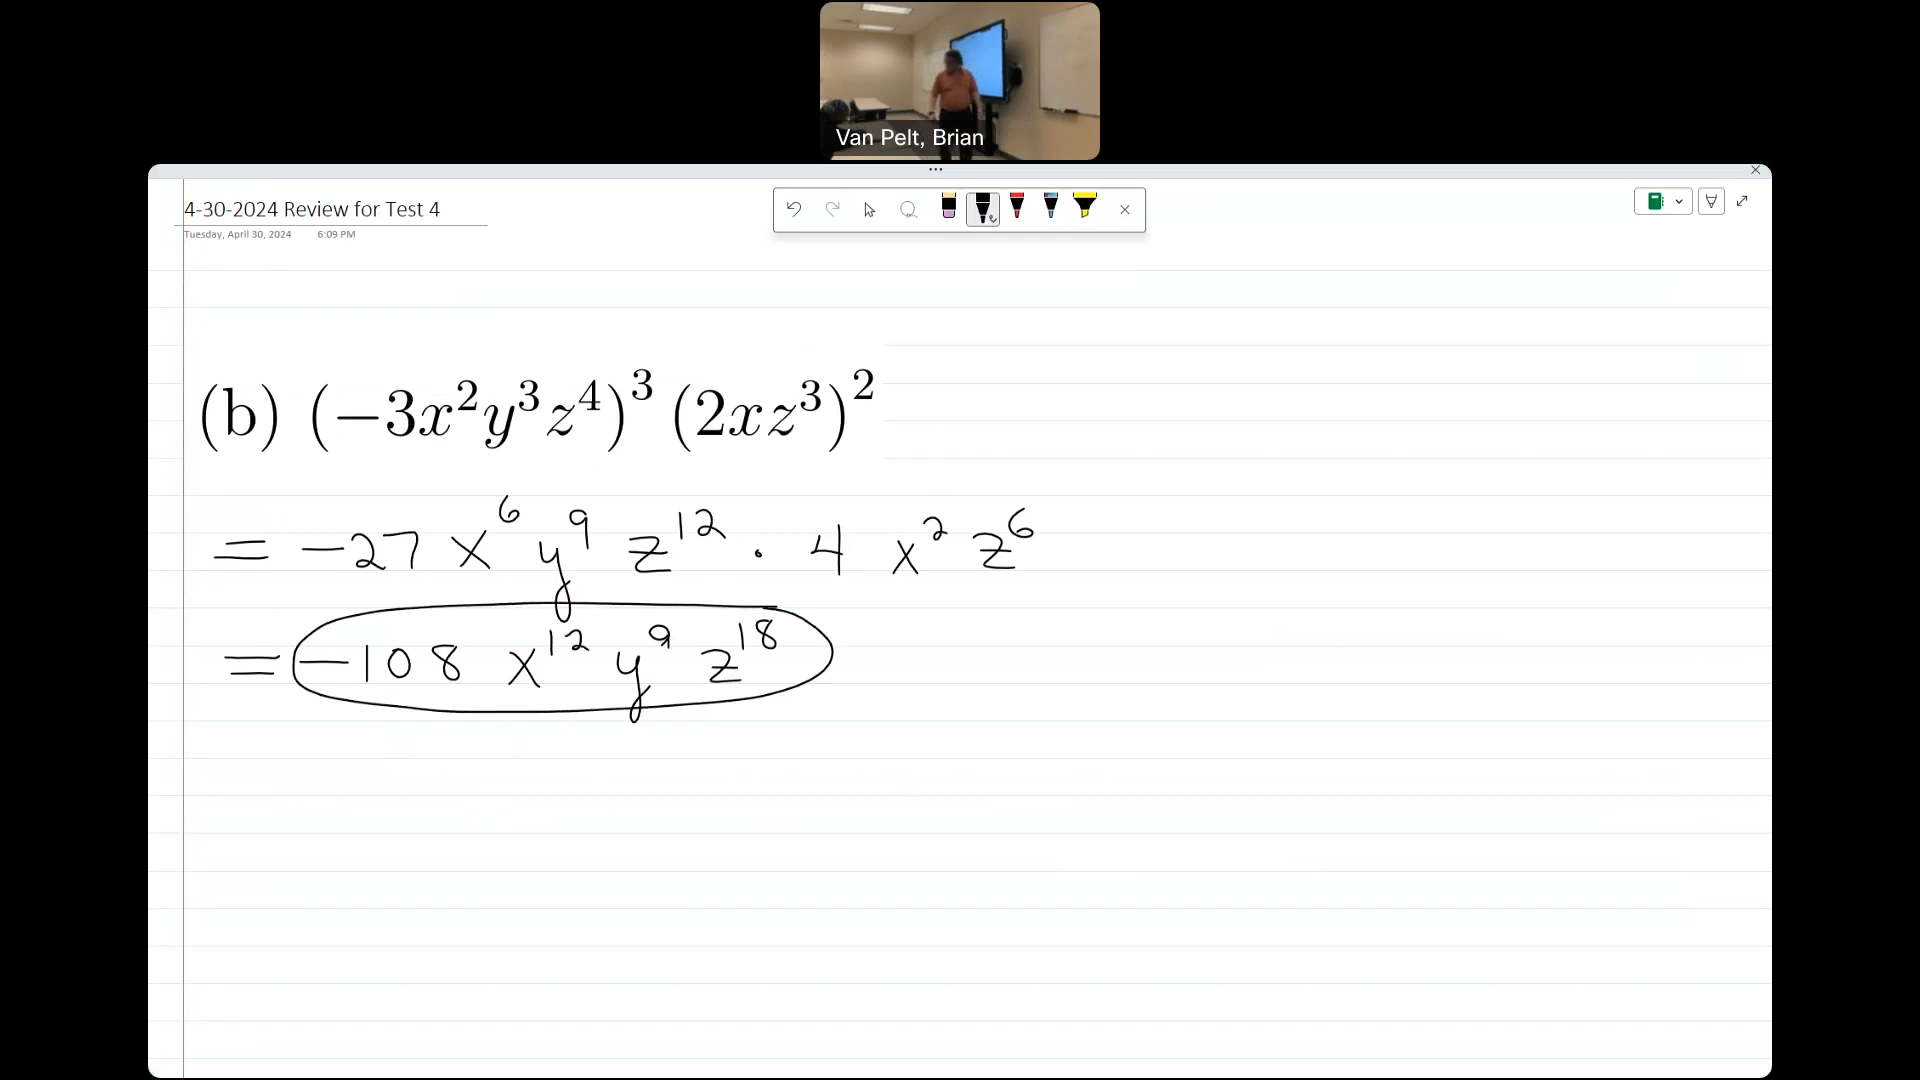 Van Pelt, Brian
4-30-2024 Review for Test 4
Tuesday, April 30, 2024 6:09 PM
(b) (−3x²y³z⁴)³ (2xz³)²
= −27 x⁶ y⁹ z¹² · 4 x² z⁶
= −108 x¹² y⁹ z¹⁸